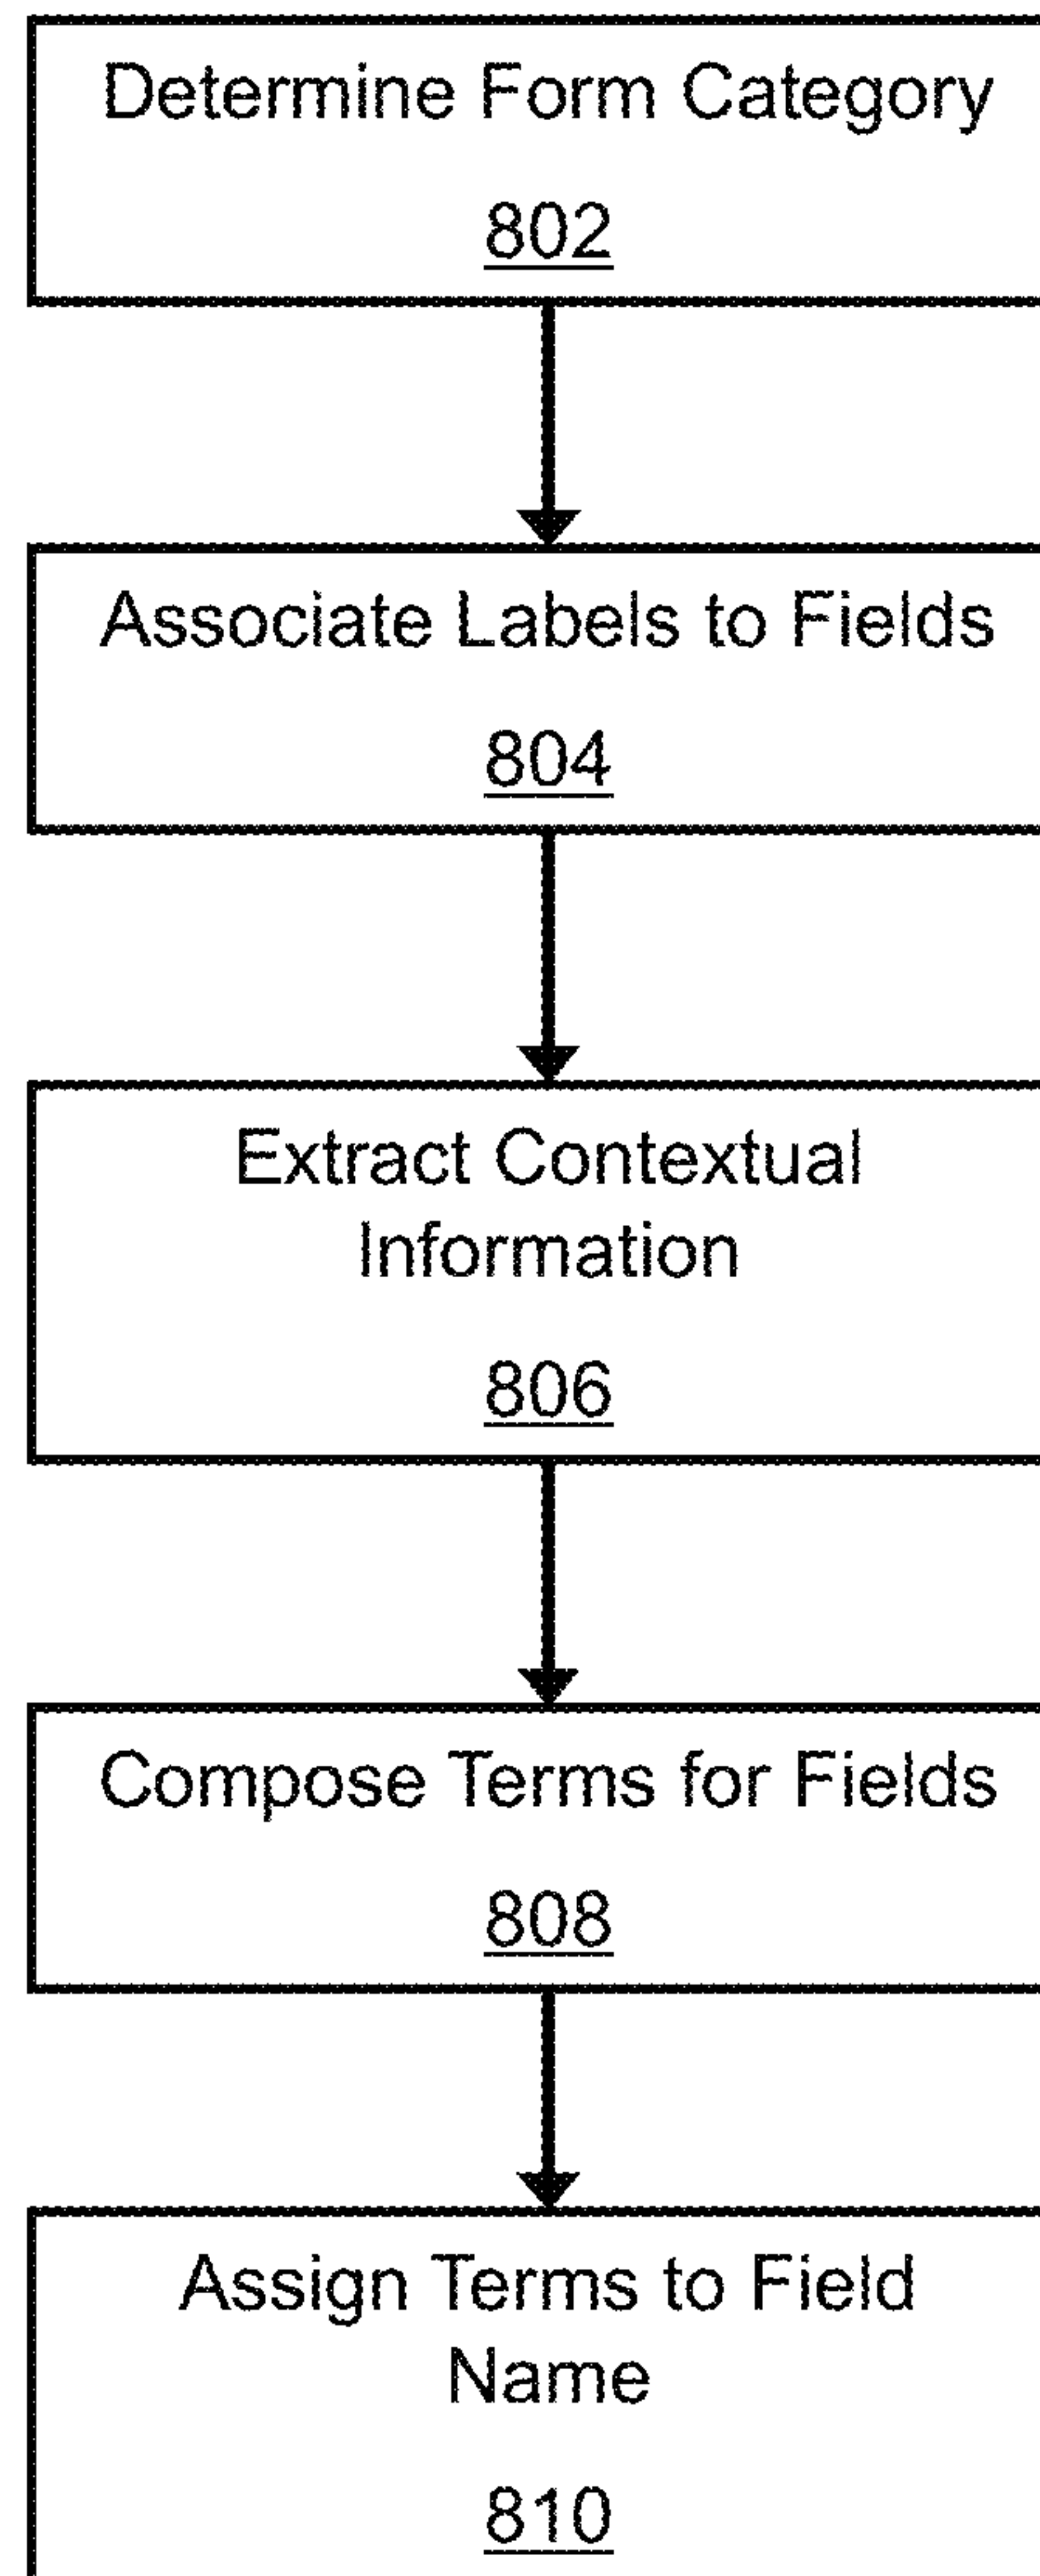 Determine Form Category
802
Associate Labels to Fields
804
Extract Contextual
Information
806
Compose Terms for Fields
808
Assign Terms to Field
Name
810